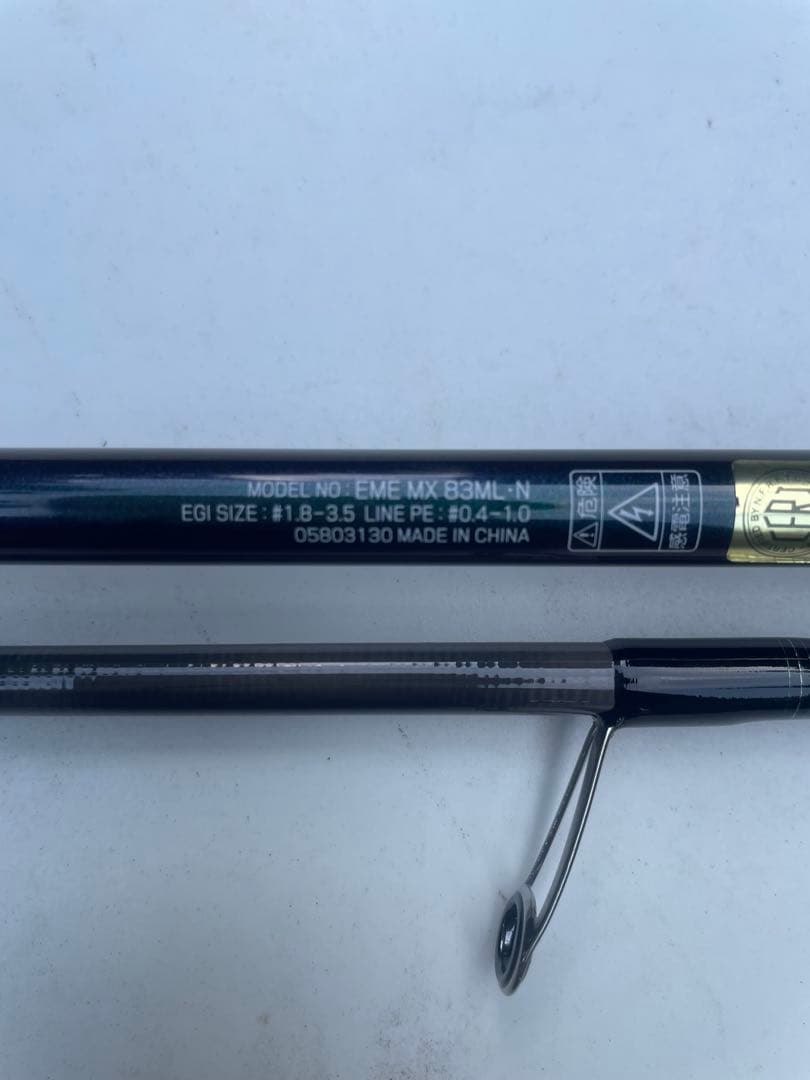 MODEL NO : EME MX 83ML·N
EGI SIZE : #1.8-3.5 LINE PE : #0.4-1.0
05803130 MADE IN CHINA
危険
感電注意
CERT